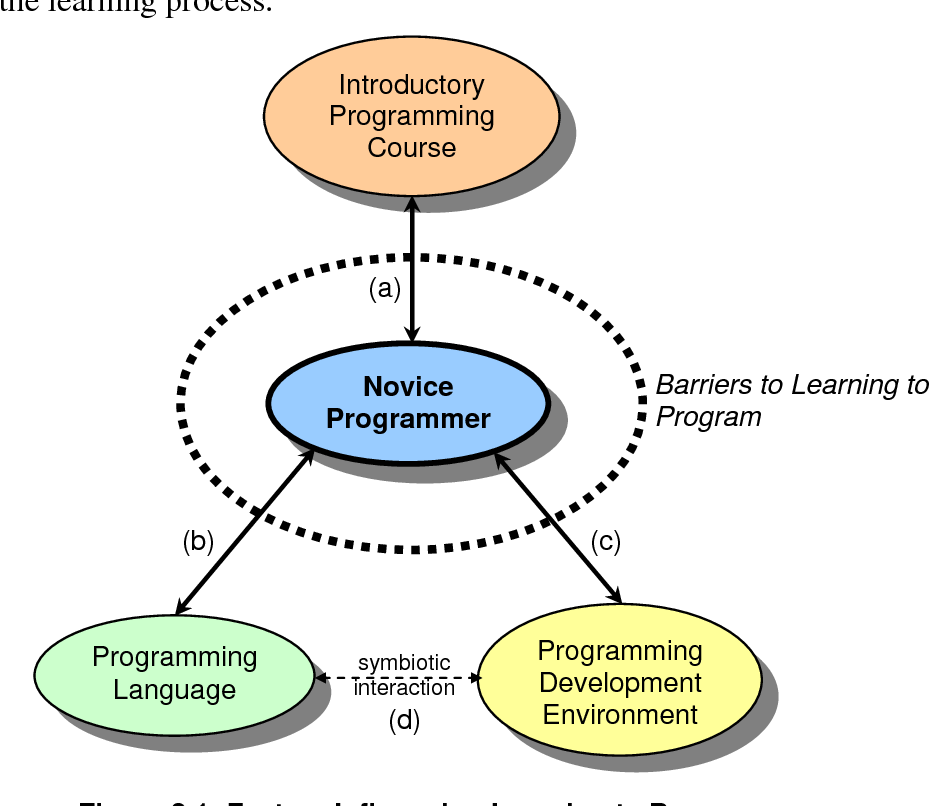 the learning process.
Introductory
Programming
Course
(a)
Novice
Programmer
Barriers to Learning to
Program
(b)
(c)
Programming
Language
symbiotic
interaction
(d)
Programming
Development
Environment